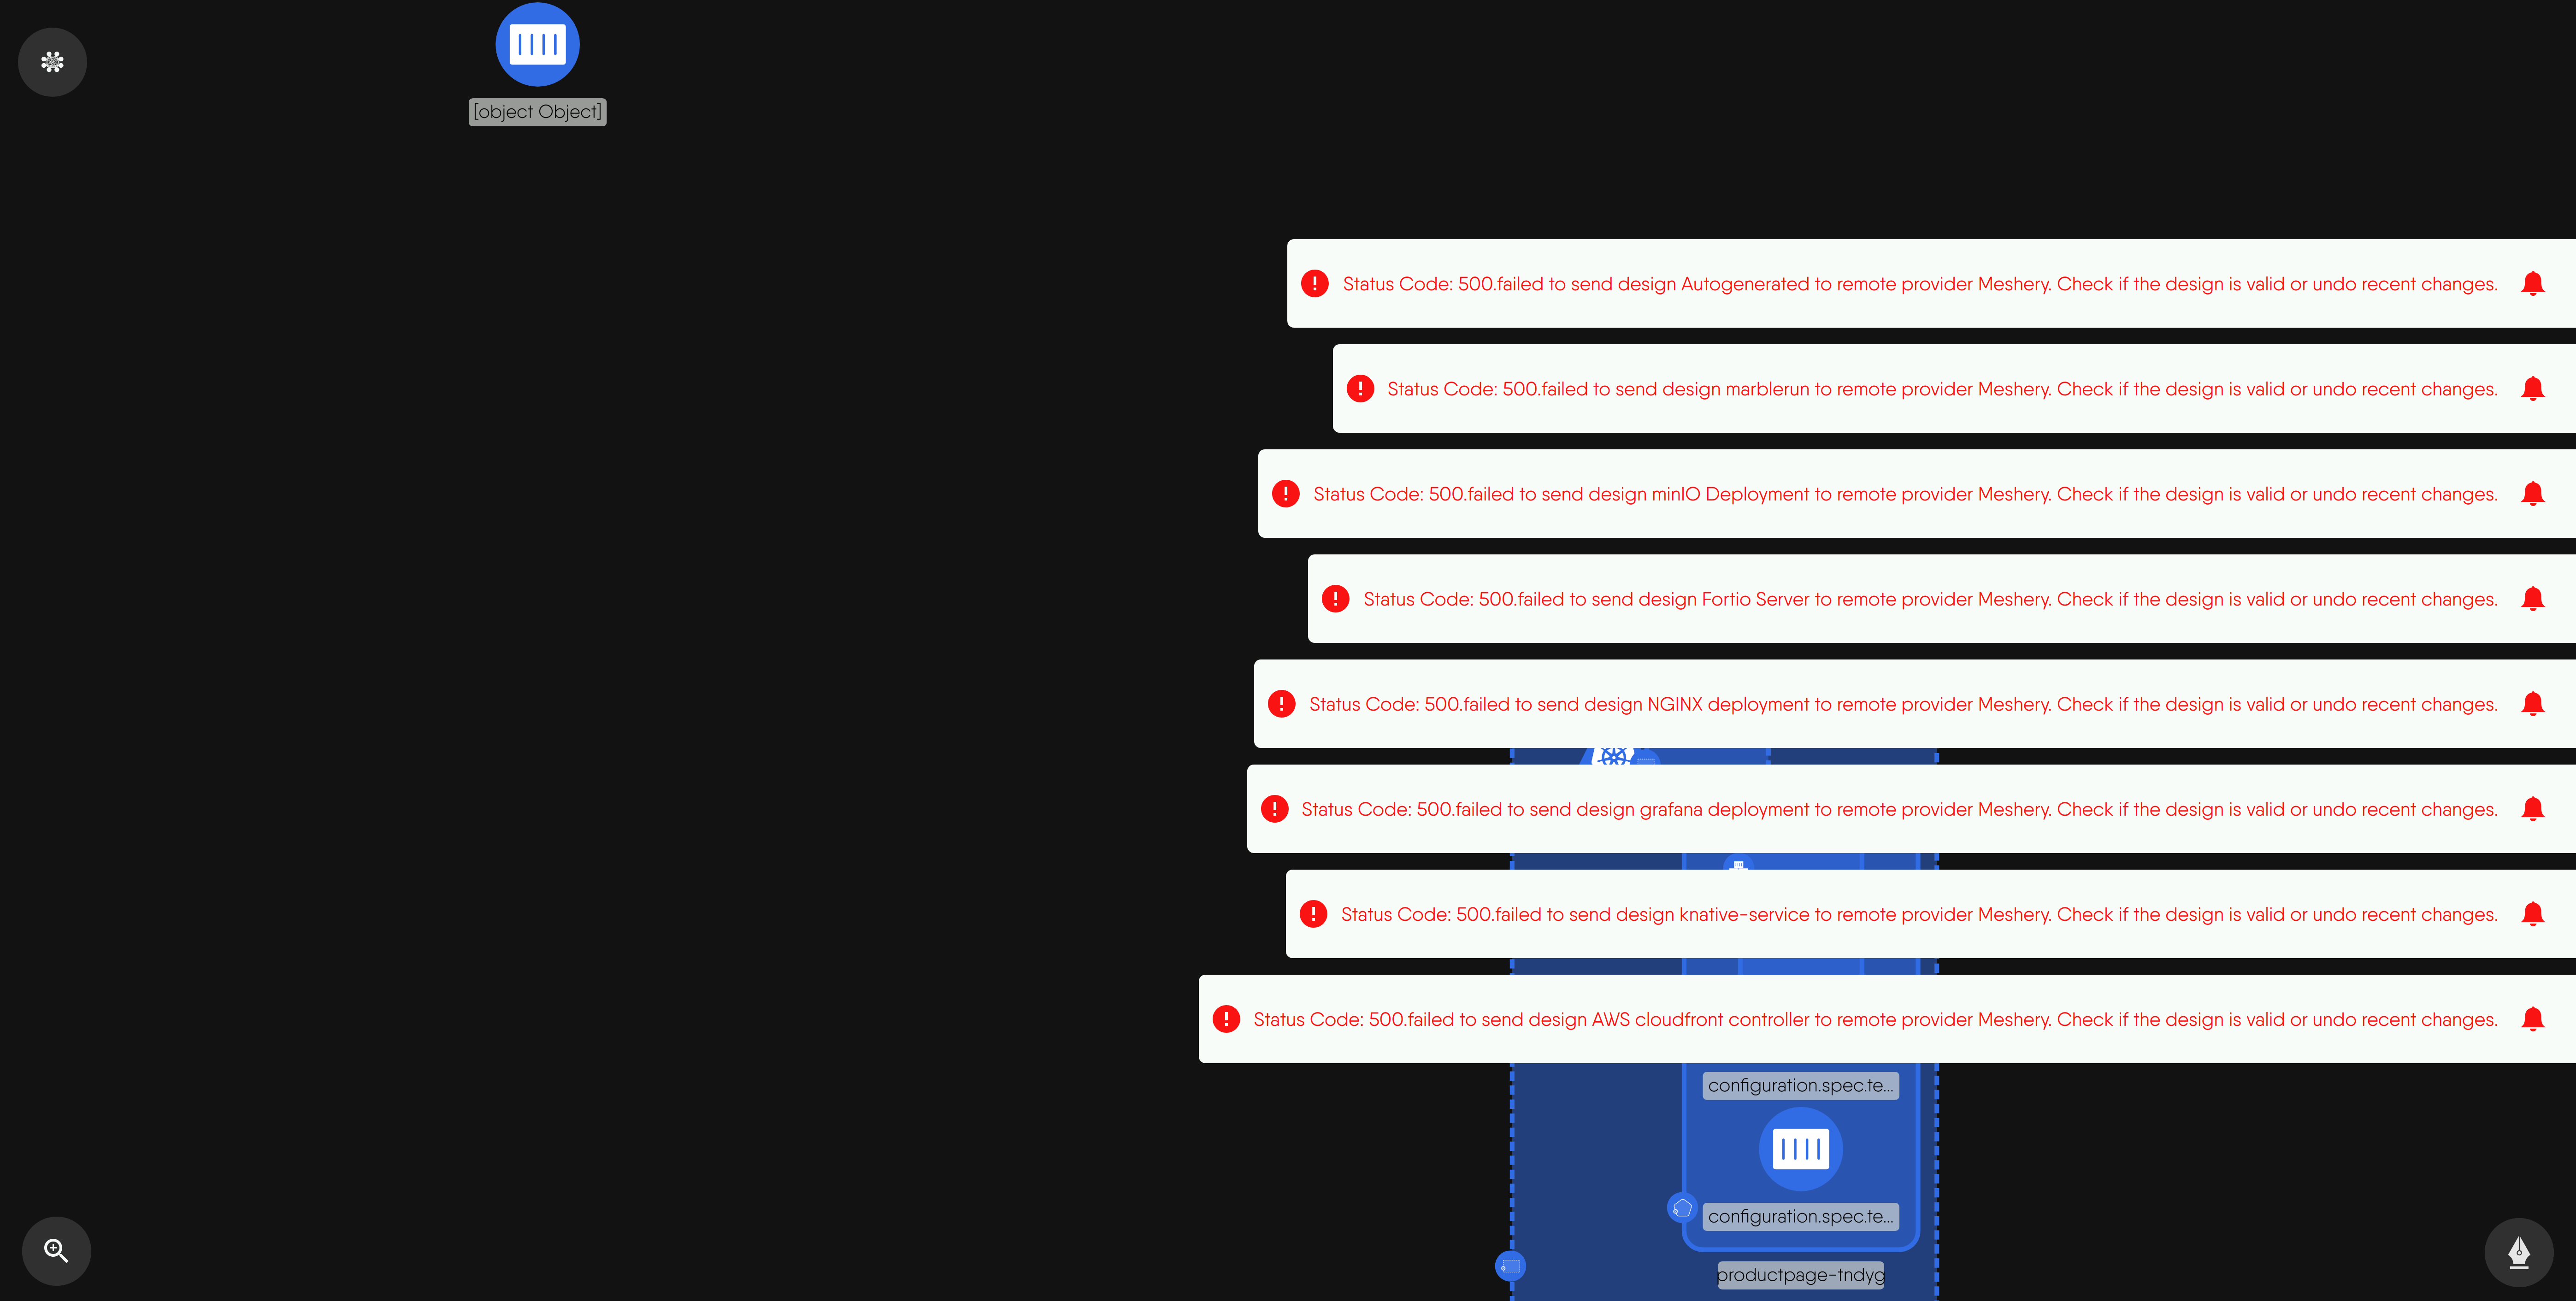 [object Object]
Status Code: 500.failed to send design Autogenerated to remote provider Meshery. Check if the design is valid or undo recent changes.
Status Code: 500.failed to send design marblerun to remote provider Meshery. Check if the design is valid or undo recent changes.
Status Code: 500.failed to send design minIO Deployment to remote provider Meshery. Check if the design is valid or undo recent changes.
Status Code: 500.failed to send design Fortio Server to remote provider Meshery. Check if the design is valid or undo recent changes.
Status Code: 500.failed to send design NGINX deployment to remote provider Meshery. Check if the design is valid or undo recent changes.
Status Code: 500.failed to send design grafana deployment to remote provider Meshery. Check if the design is valid or undo recent changes.
Status Code: 500.failed to send design knative-service to remote provider Meshery. Check if the design is valid or undo recent changes.
Status Code: 500.failed to send design AWS cloudfront controller to remote provider Meshery. Check if the design is valid or undo recent changes.
configuration.spec.te...
configuration.spec.te...
productpage-tndyg